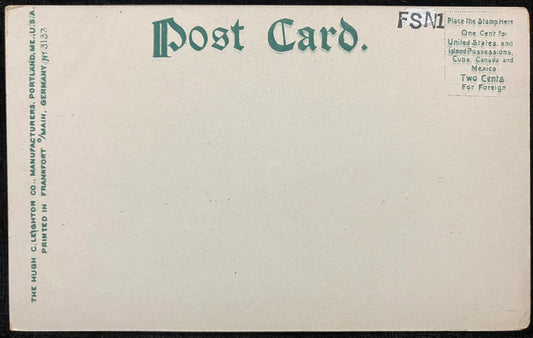 Post Card.
FSN1
Place the Stamp Here
One Cent for
United States, and
Island Possessions,
Cuba, Canada and
Mexico
Two Cents
For Foreign
THE HUGH C. LEIGHTON CO., MANUFACTURERS, PORTLAND, ME., U.S.A.
PRINTED IN FRANKFORT o/MAIN, GERMANY. No 3137